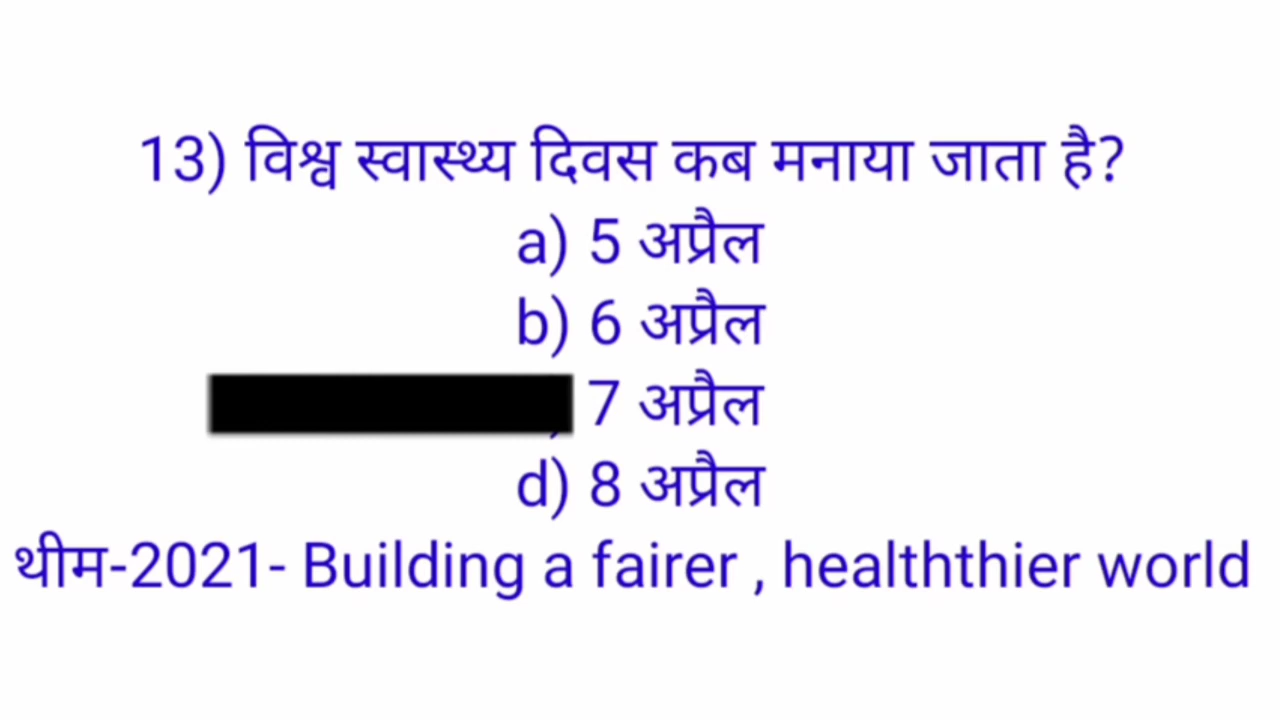 13) विश्व स्वास्थ्य दिवस कब मनाया जाता है?
a) 5 अप्रैल
b) 6 अप्रैल
7 अप्रैल
d) 8 अप्रैल
थीम-2021- Building a fairer , healththier world